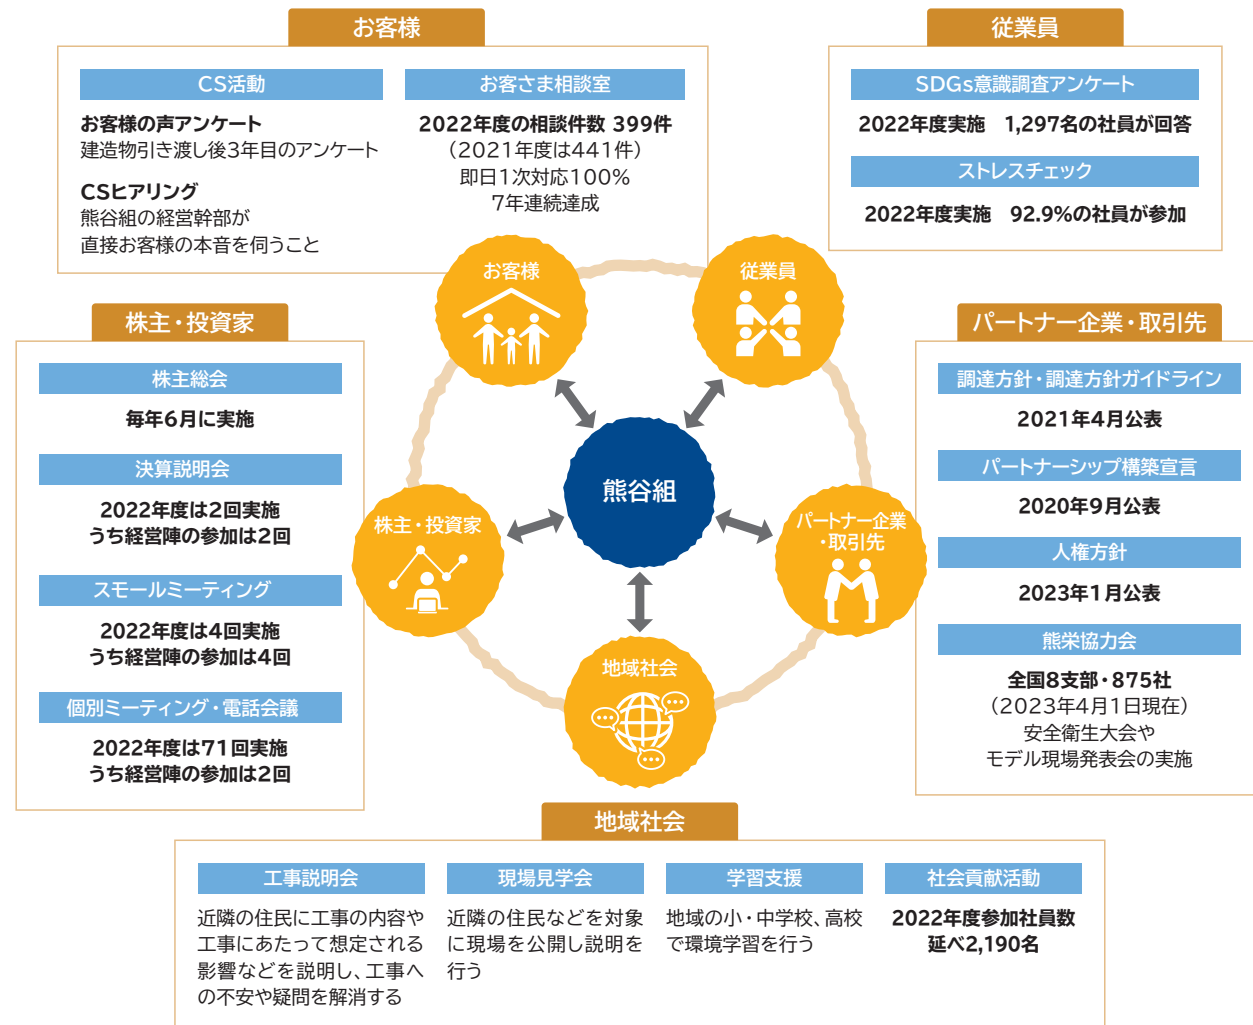 お客様
CS活動
お客様の声アンケート
建造物引き渡し後3年目のアンケート
CSヒアリング
熊谷組の経営幹部が
直接お客様の本音を伺うこと
お客さま相談室
2022年度の相談件数 399件
（2021年度は441件）
即日1次対応100%
7年連続達成
従業員
SDGs意識調査アンケート
2022年度実施　1,297名の社員が回答
ストレスチェック
2022年度実施　92.9%の社員が参加
株主・投資家
株主総会
毎年6月に実施
決算説明会
2022年度は2回実施
うち経営陣の参加は2回
スモールミーティング
2022年度は4回実施
うち経営陣の参加は4回
個別ミーティング・電話会議
2022年度は71回実施
うち経営陣の参加は2回
お客様
従業員
熊谷組
株主・投資家
パートナー企業
・取引先
地域社会
パートナー企業・取引先
調達方針・調達方針ガイドライン
2021年4月公表
パートナーシップ構築宣言
2020年9月公表
人権方針
2023年1月公表
熊栄協力会
全国8支部・875社
（2023年4月1日現在）
安全衛生大会や
モデル現場発表会の実施
地域社会
工事説明会
近隣の住民に工事の内容や
工事にあたって想定される
影響などを説明し、工事へ
の不安や疑問を解消する
現場見学会
近隣の住民などを対象
に現場を公開し説明を
行う
学習支援
地域の小・中学校、高校
で環境学習を行う
社会貢献活動
2022年度参加社員数
延べ2,190名